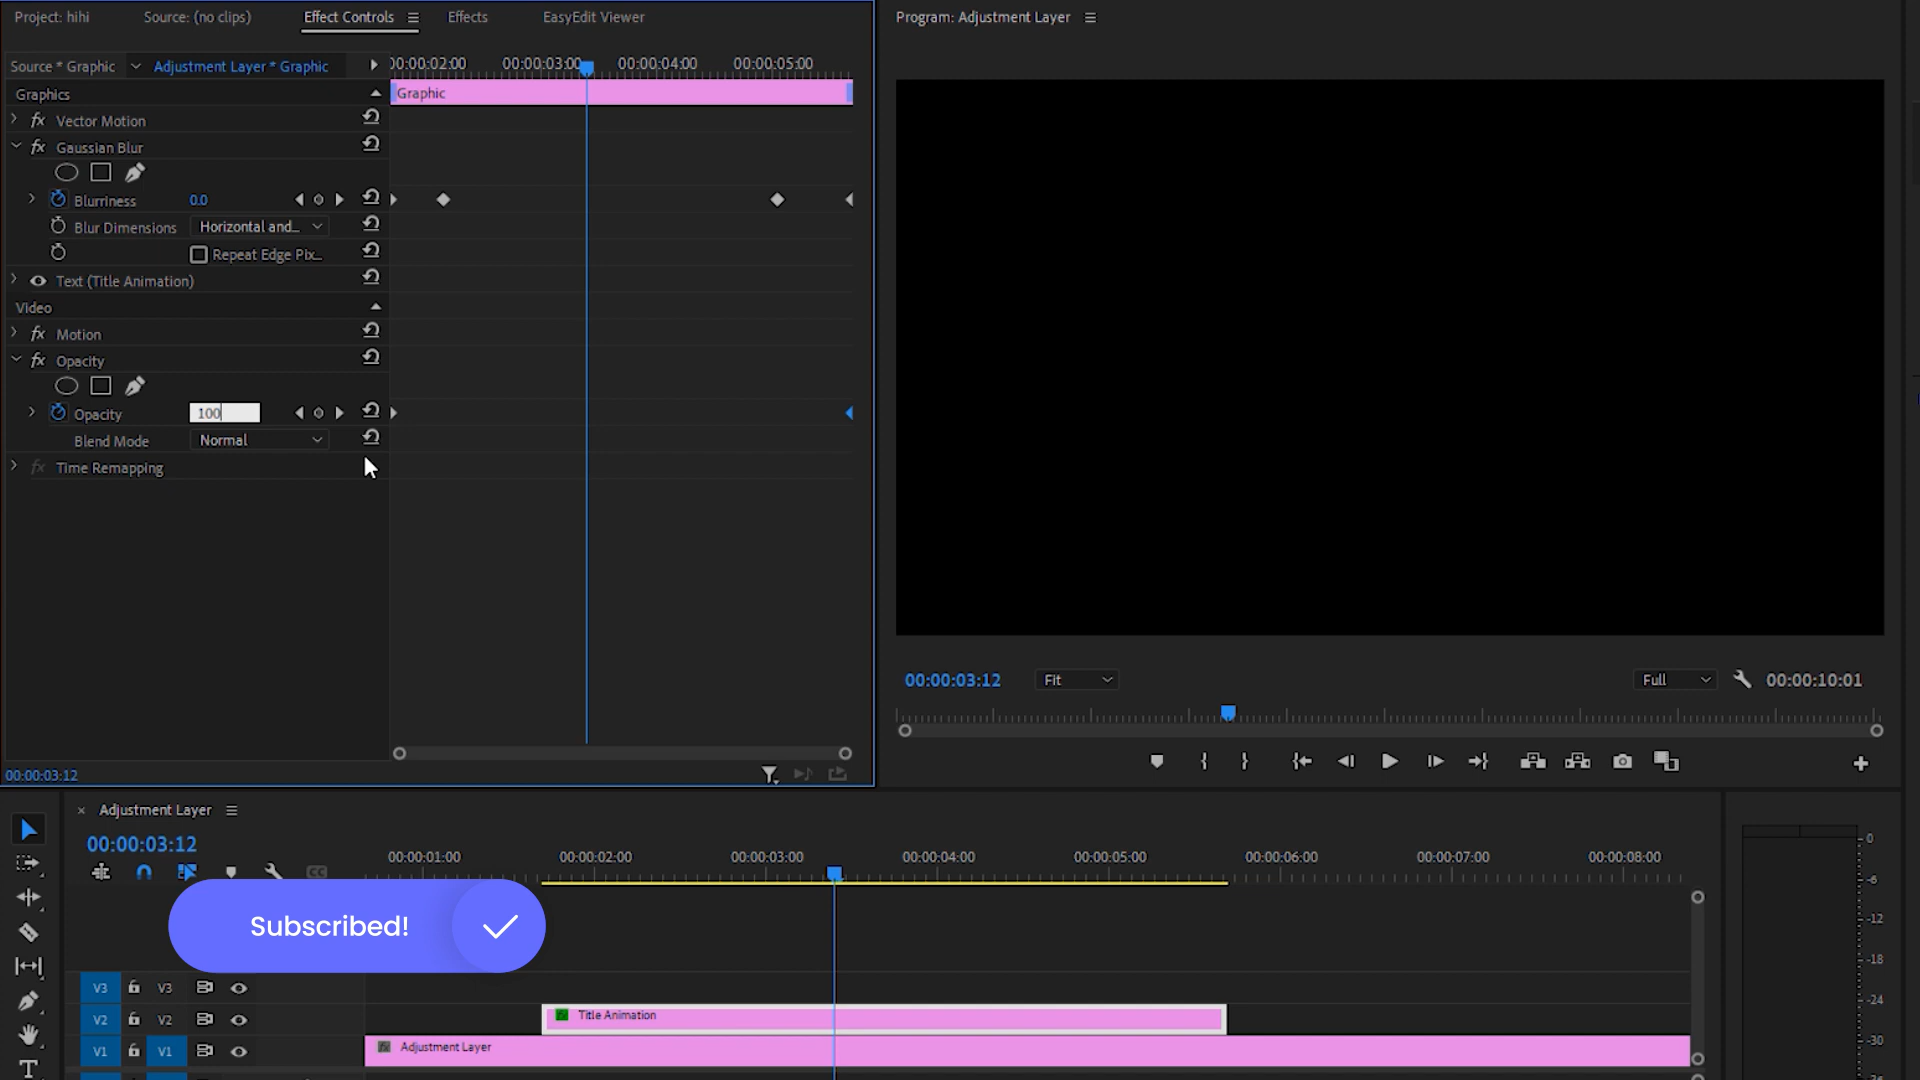 Project: hihi
Source: (no clips)
Effect Controls
Effects
EasyEdit Viewer
Source * Graphic
Adjustment Layer * Graphic
00:00:02:00
00:00:03:00
00:00:04:00
00:00:05:00
Graphics
Graphic
fx Vector Motion
fx Gaussian Blur
Blurriness 0.0
Blur Dimensions Horizontal and...
Repeat Edge Pix...
Text (Title Animation)
Video
fx Motion
fx Opacity
Opacity 100
Blend Mode Normal
fx Time Remapping
00:00:03:12
Program: Adjustment Layer
00:00:03:12
Fit
Full
00:00:10:01
× Adjustment Layer
00:00:03:12
CC
00:00:01:00
00:00:02:00
00:00:03:00
00:00:04:00
00:00:05:00
00:00:06:00
00:00:07:00
00:00:08:00
Subscribed!
V3 V3
V2 V2
Title Animation
V1 V1
Adjustment Layer
T
0
-6
-12
-18
-24
-30